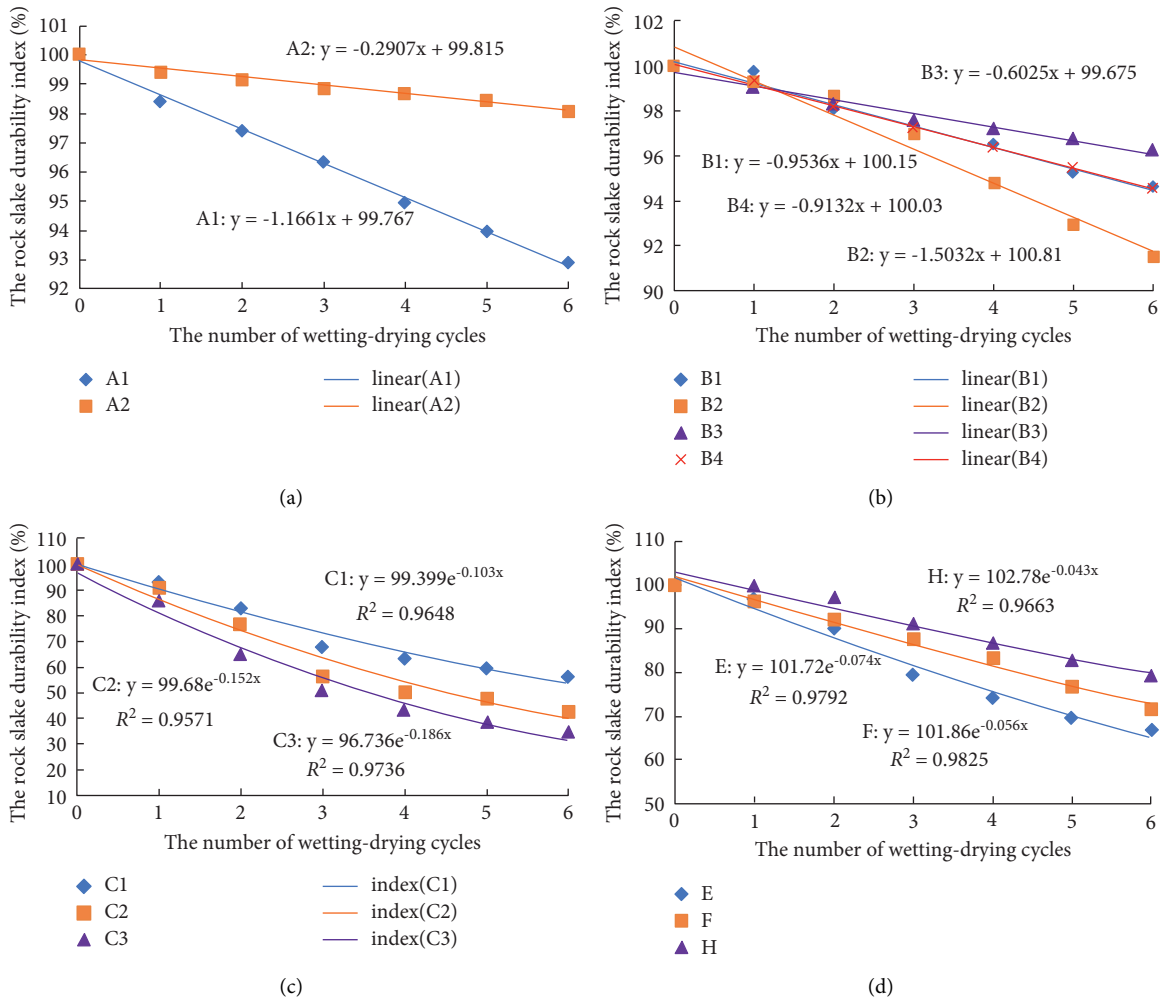 The rock slake durability index (%)
101
100
99
98
97
96
95
94
93
92
A2: y = -0.2907x + 99.815
A1: y = -1.1661x + 99.767
0 1 2 3 4 5 6
The number of wetting-drying cycles
A1 linear(A1)
A2 linear(A2)
(a)
The rock slake durability index (%)
102
100
98
96
94
92
90
B3: y = -0.6025x + 99.675
B1: y = -0.9536x + 100.15
B4: y = -0.9132x + 100.03
B2: y = -1.5032x + 100.81
0 1 2 3 4 5 6
The number of wetting-drying cycles
B1 linear(B1)
B2 linear(B2)
B3 linear(B3)
B4 linear(B4)
(b)
The rock slake durability index (%)
110
100
90
80
70
60
50
40
30
20
10
C1: y = 99.399e^-0.103x
R² = 0.9648
C2: y = 99.68e^-0.152x
R² = 0.9571
C3: y = 96.736e^-0.186x
R² = 0.9736
0 1 2 3 4 5 6
The number of wetting-drying cycles
C1 index(C1)
C2 index(C2)
C3 index(C3)
(c)
The rock slake durability index (%)
110
100
90
80
70
60
50
H: y = 102.78e^-0.043x
R² = 0.9663
E: y = 101.72e^-0.074x
R² = 0.9792
F: y = 101.86e^-0.056x
R² = 0.9825
0 1 2 3 4 5 6
The number of wetting-drying cycles
E
F
H
(d)